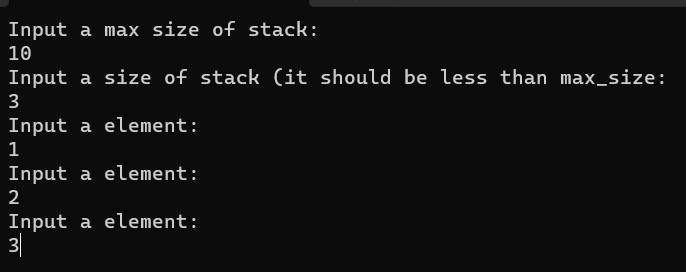 Input a max size of stack:
10
Input a size of stack (it should be less than max_size:
3
Input a element:
1
Input a element:
2
Input a element:
3